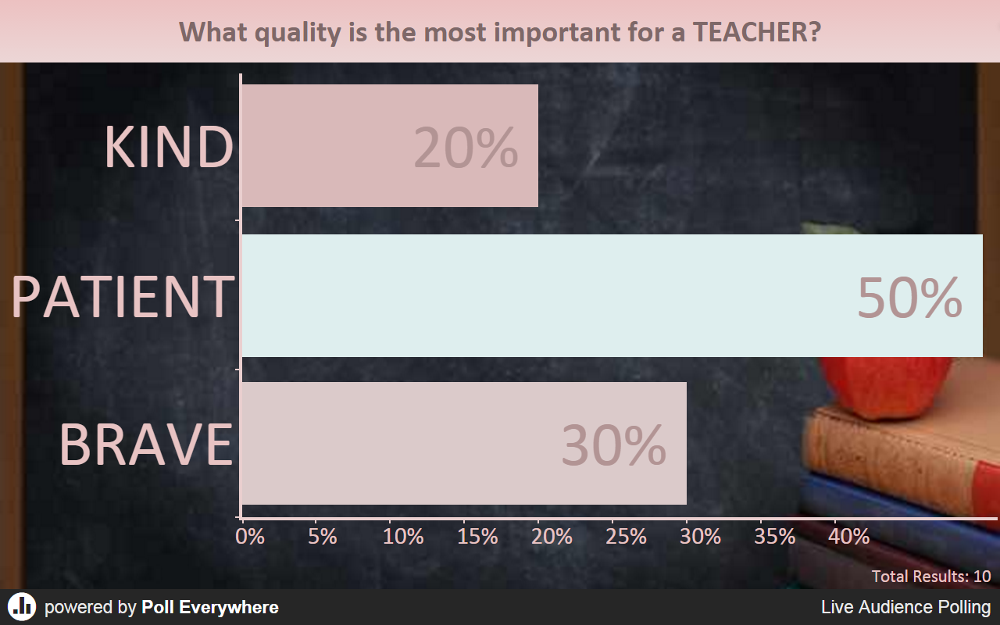 What quality is the most important for a TEACHER?
KIND
20%
PATIENT
50%
BRAVE
30%
0% 5% 10% 15% 20% 25% 30% 35% 40%
Total Results: 10
powered by Poll Everywhere
Live Audience Polling